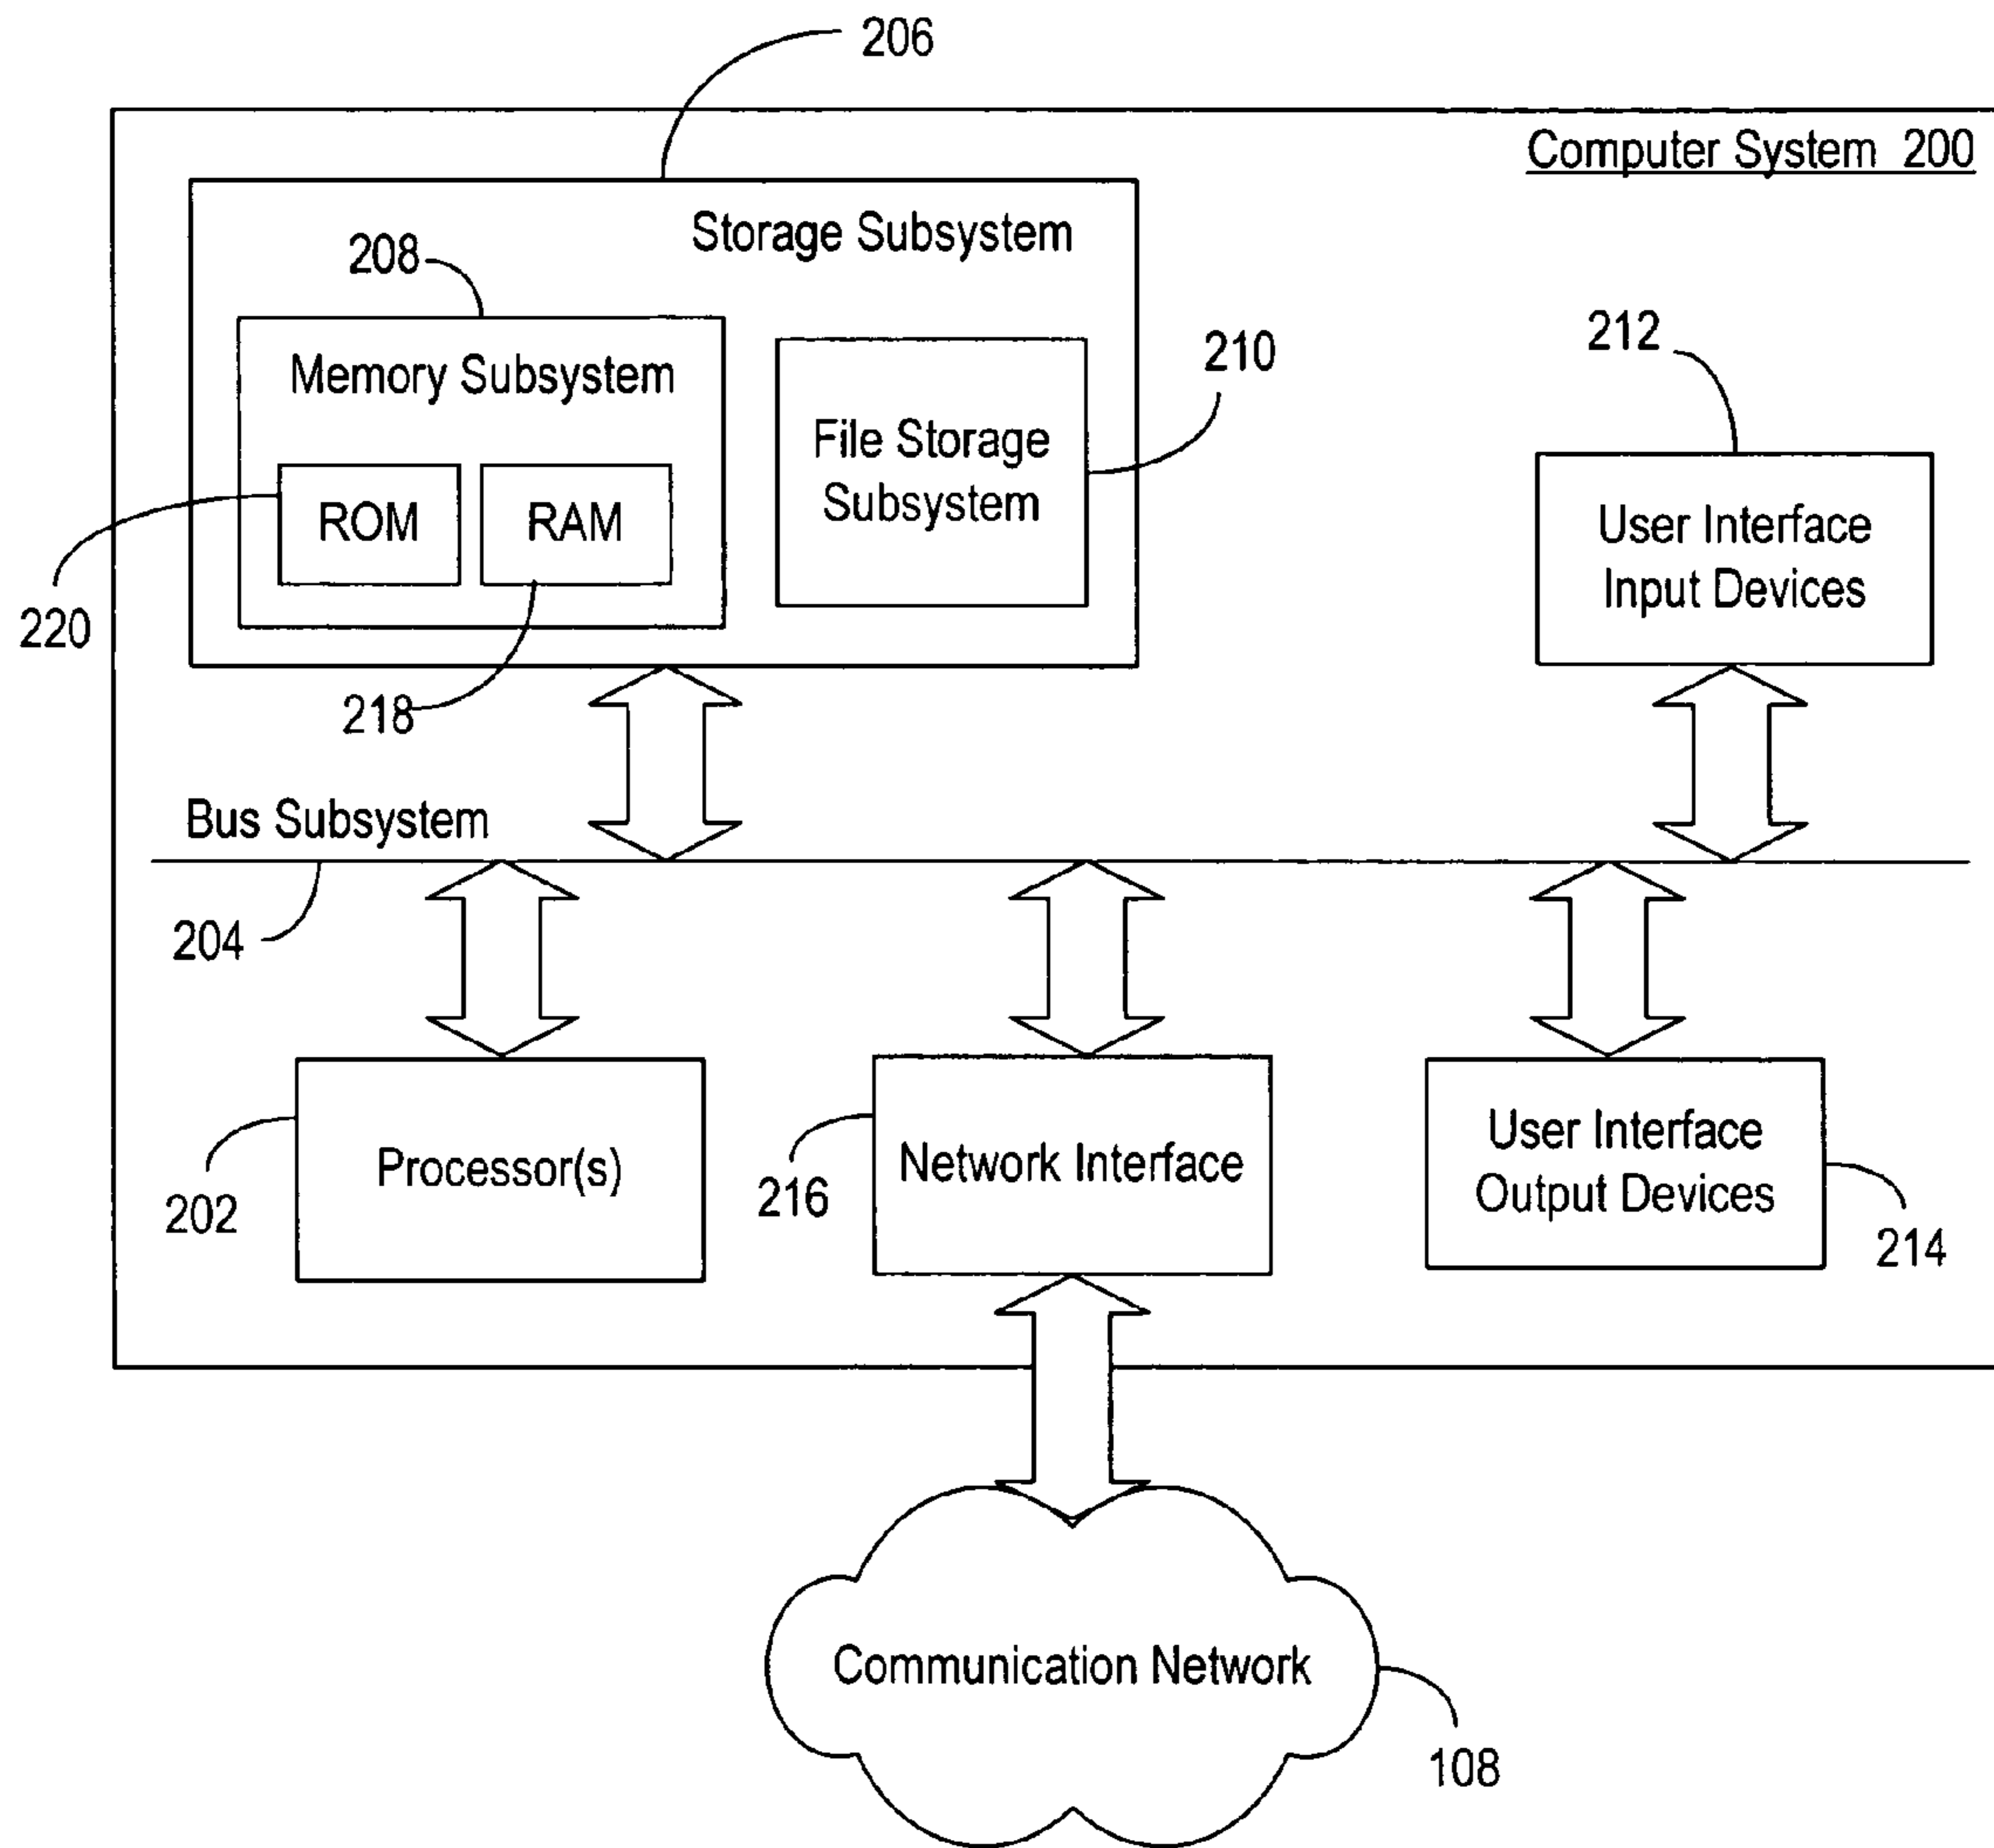 206
Computer System 200
Storage Subsystem
208
Memory Subsystem
210
212
File Storage
Subsystem
ROM
RAM
User Interface
Input Devices
220
218
Bus Subsystem
204
Processor(s)
202
Network Interface
216
User Interface
Output Devices
214
Communication Network
108